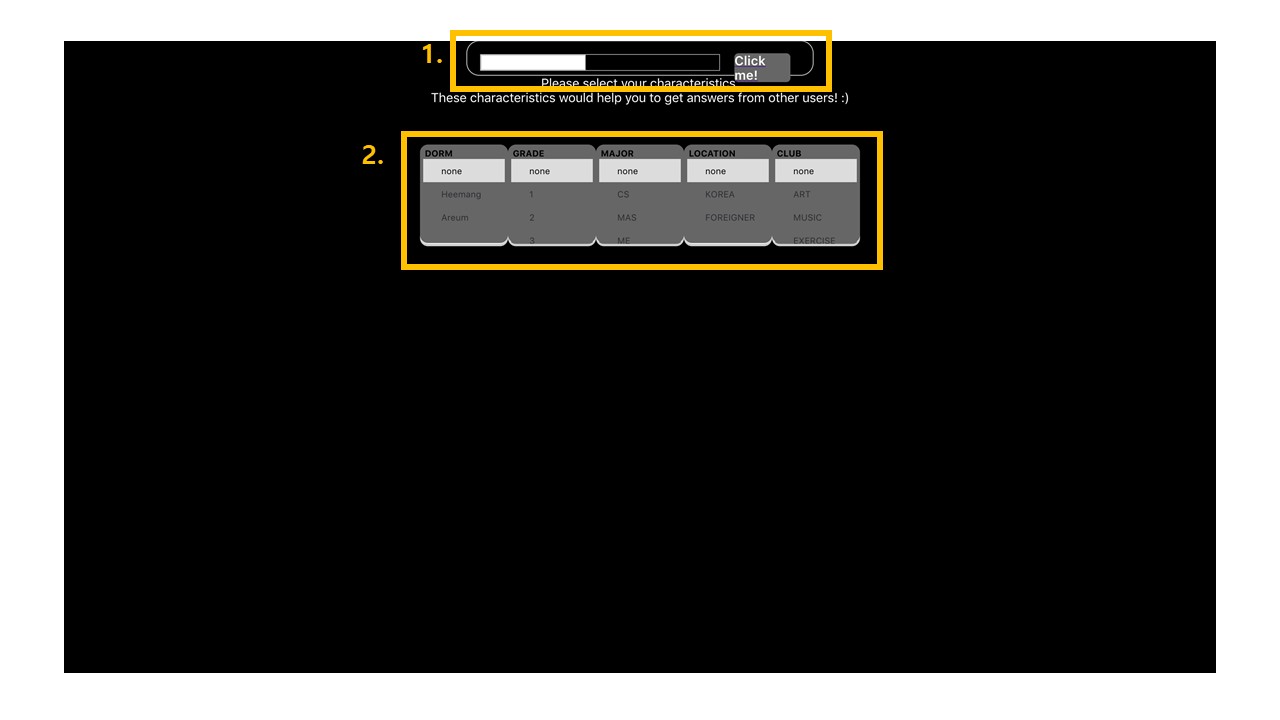 1.
Click
me!
Please select your characteristics
These characteristics would help you to get answers from other users! :)
2.
DORM GRADE MAJOR LOCATION CLUB
none none none none none
Heemang 1 CS KOREA ART
Areum 2 MAS FOREIGNER MUSIC
3 ME EXERCISE